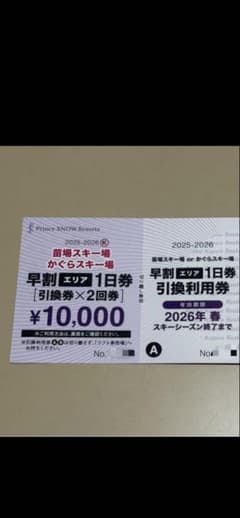 Prince SNOW Resorts
2025-2026
苗場スキー場
かぐらスキー場
早割 エリア 1日券
[引換券×2回券]
¥10,000
No.
2025-2026
苗場スキー場 or かぐらスキー場
早割 エリア 1日券
引換利用券
有効期間
2026年 春
スキーシーズン終了まで
A
No.